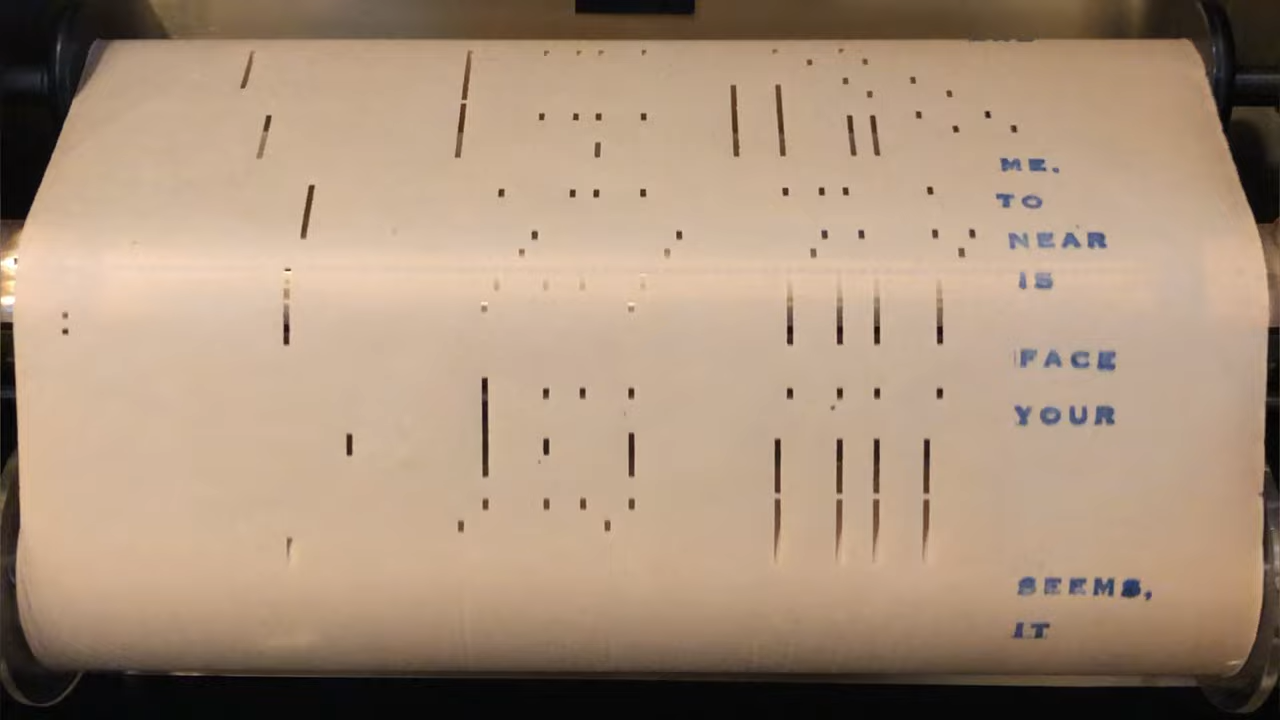 ME.
TO
NEAR
IS
FACE
YOUR
SEEMS,
IT